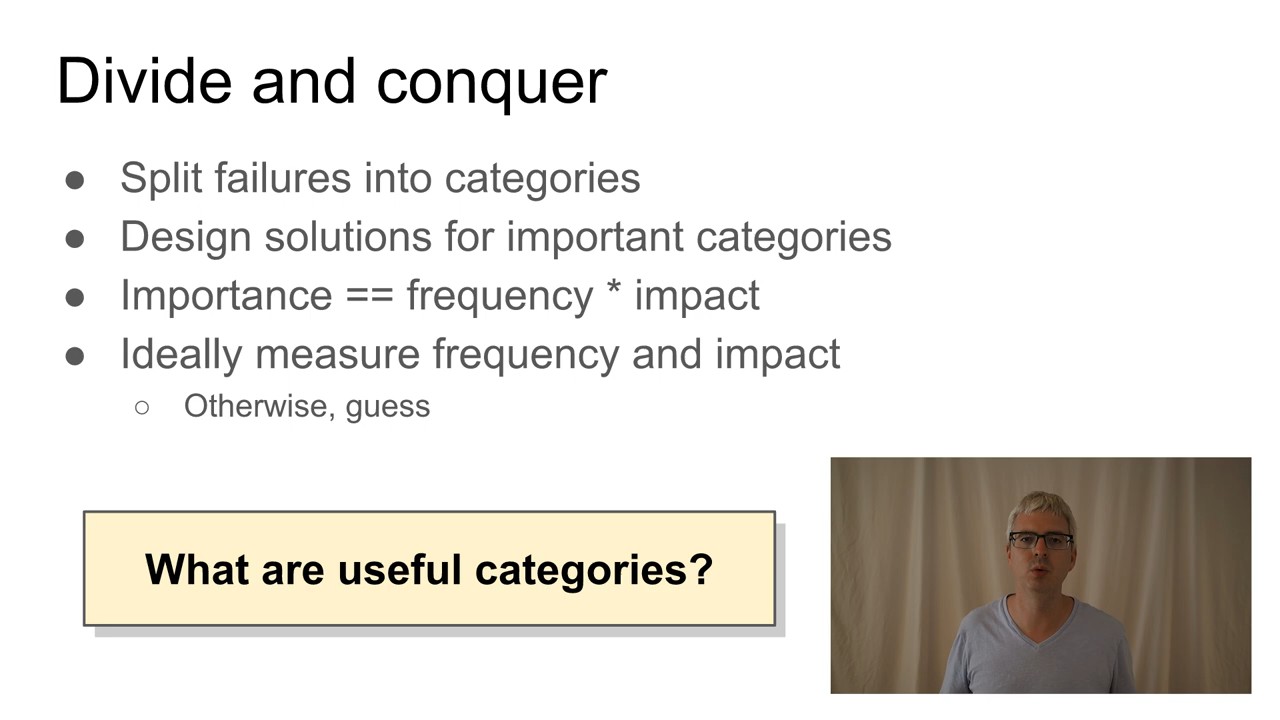 Divide and conquer
● Split failures into categories
● Design solutions for important categories
● Importance == frequency * impact
● Ideally measure frequency and impact
○ Otherwise, guess
What are useful categories?